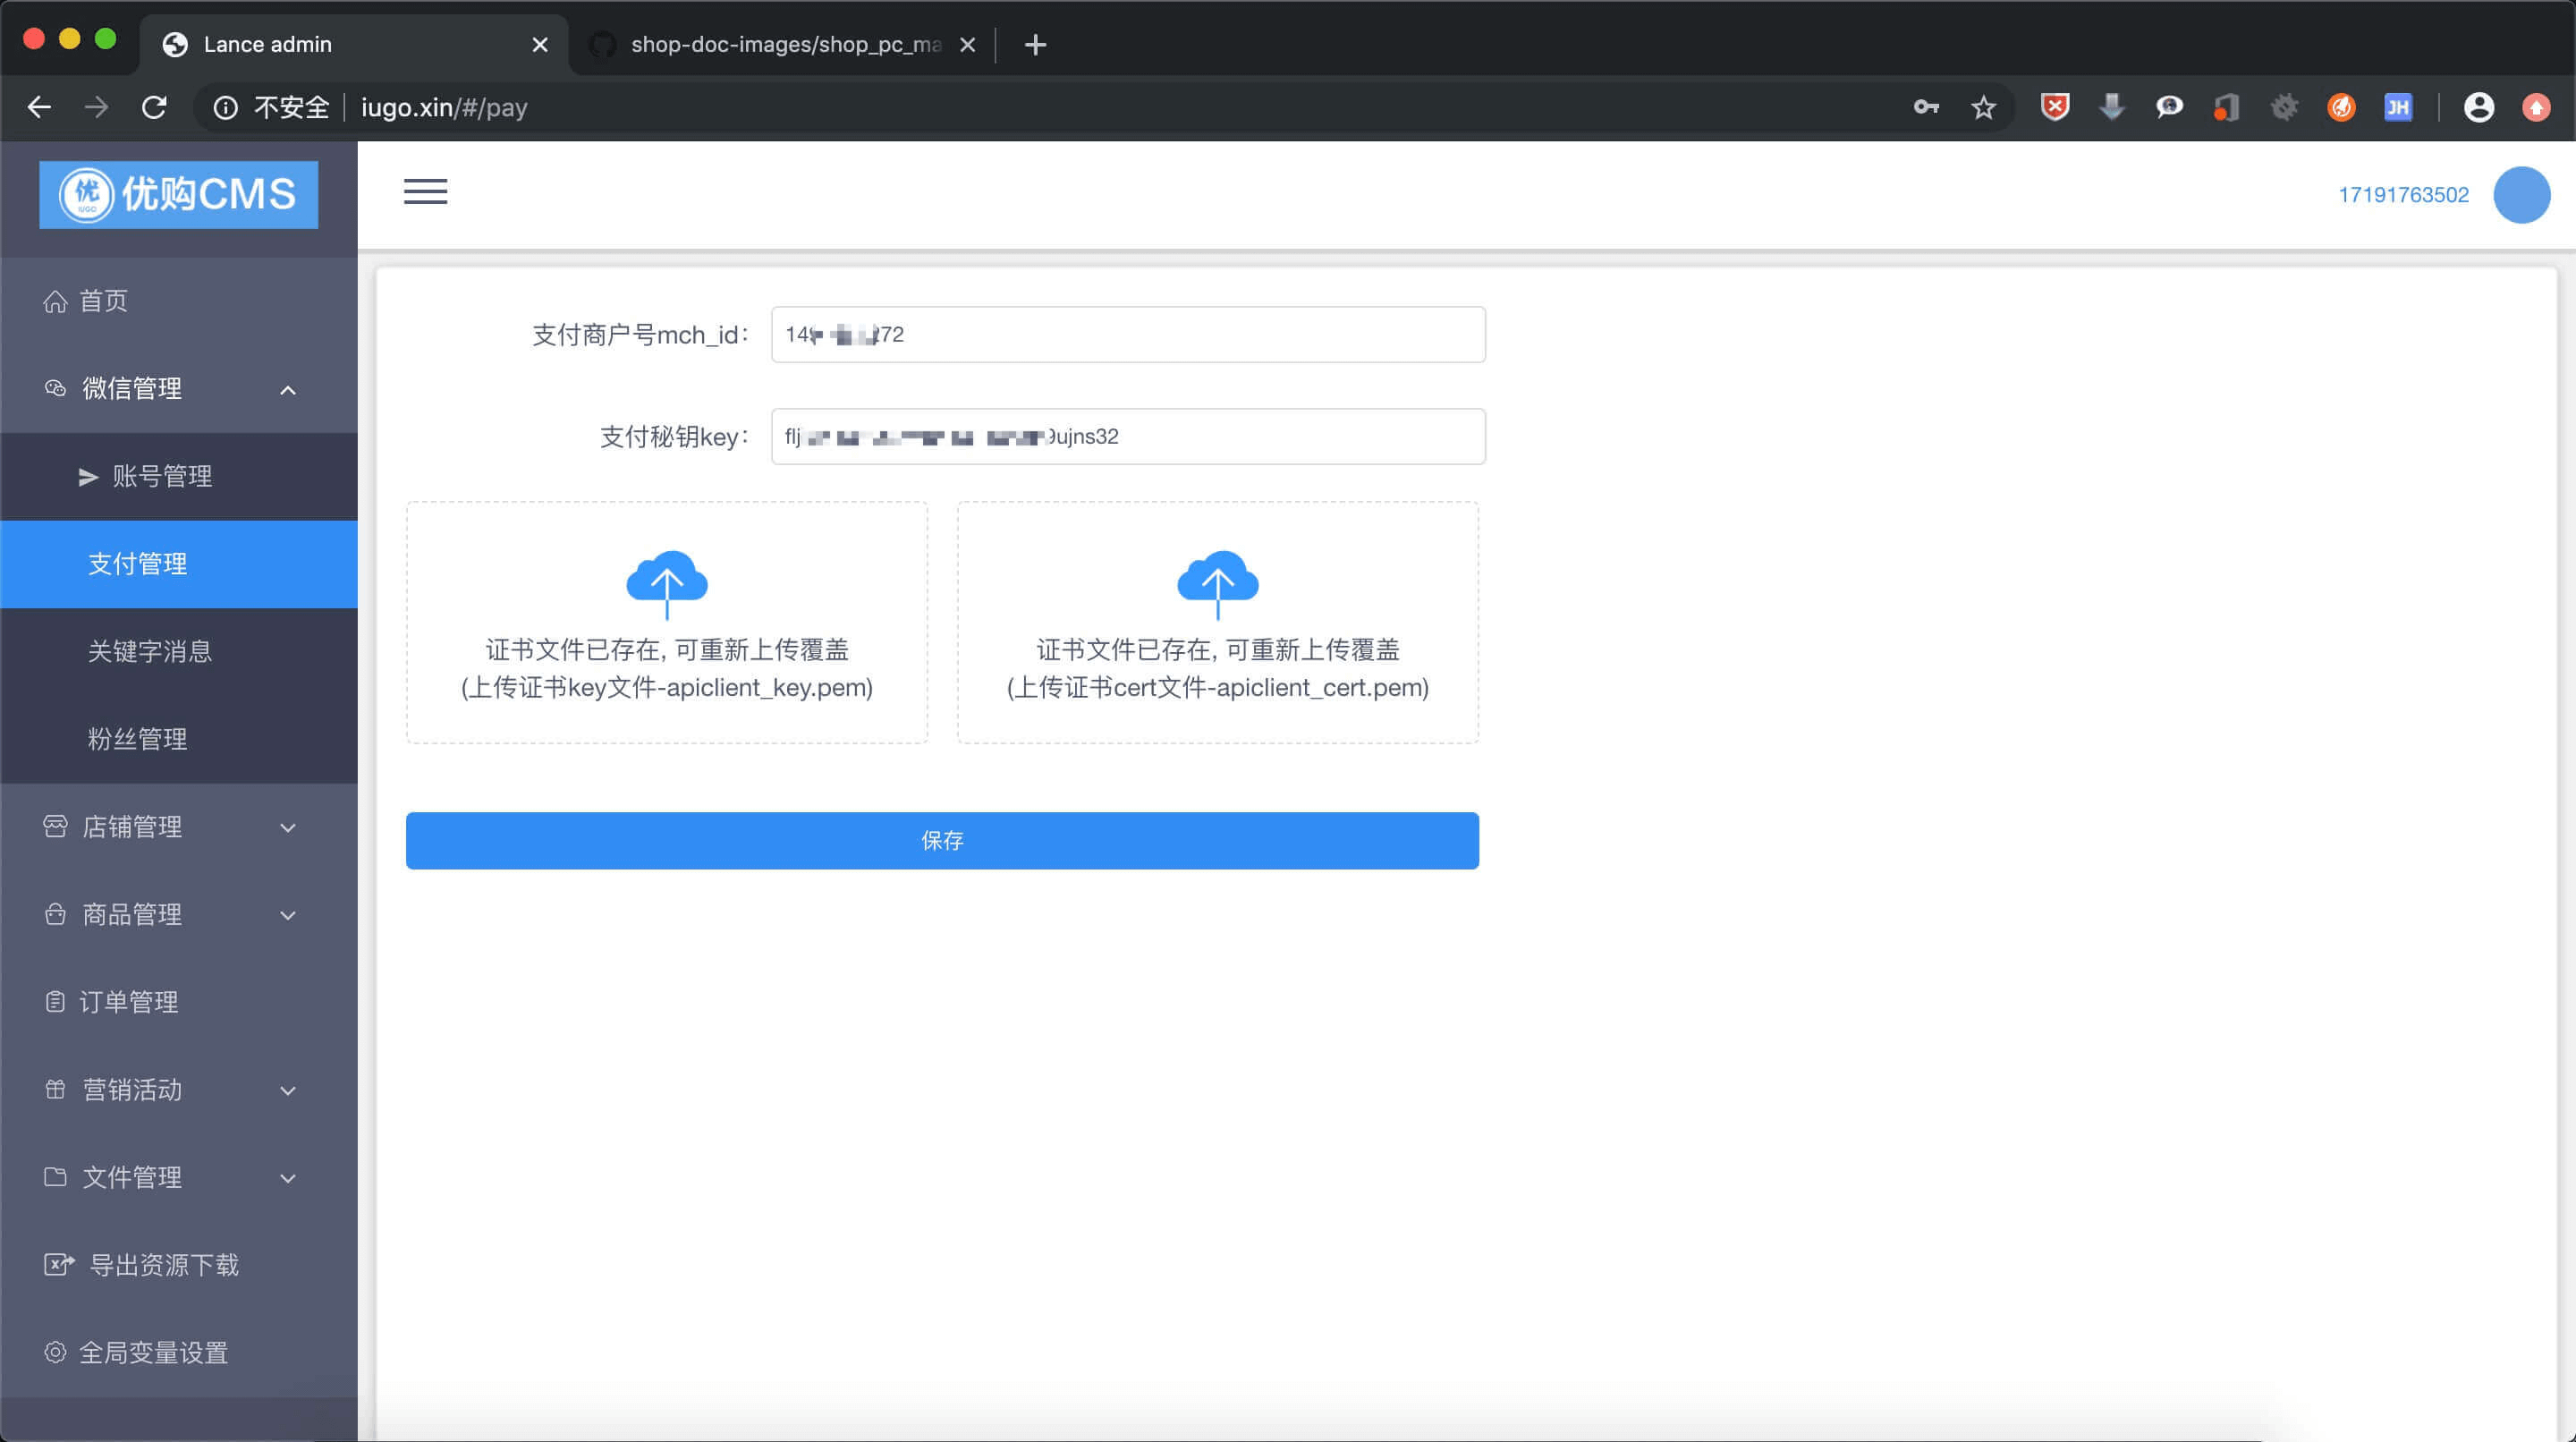 Lance admin
shop-doc-images/shop_pc_ma
不安全
iugo.xin/#/pay
JH
优
IUGO
优购CMS
17191763502
首页
微信管理
账号管理
支付管理
关键字消息
粉丝管理
店铺管理
商品管理
订单管理
营销活动
文件管理
导出资源下载
全局变量设置
支付商户号mch_id:
14 72
支付秘钥key:
flj 9ujns32
证书文件已存在, 可重新上传覆盖
(上传证书key文件-apiclient_key.pem)
证书文件已存在, 可重新上传覆盖
(上传证书cert文件-apiclient_cert.pem)
保存